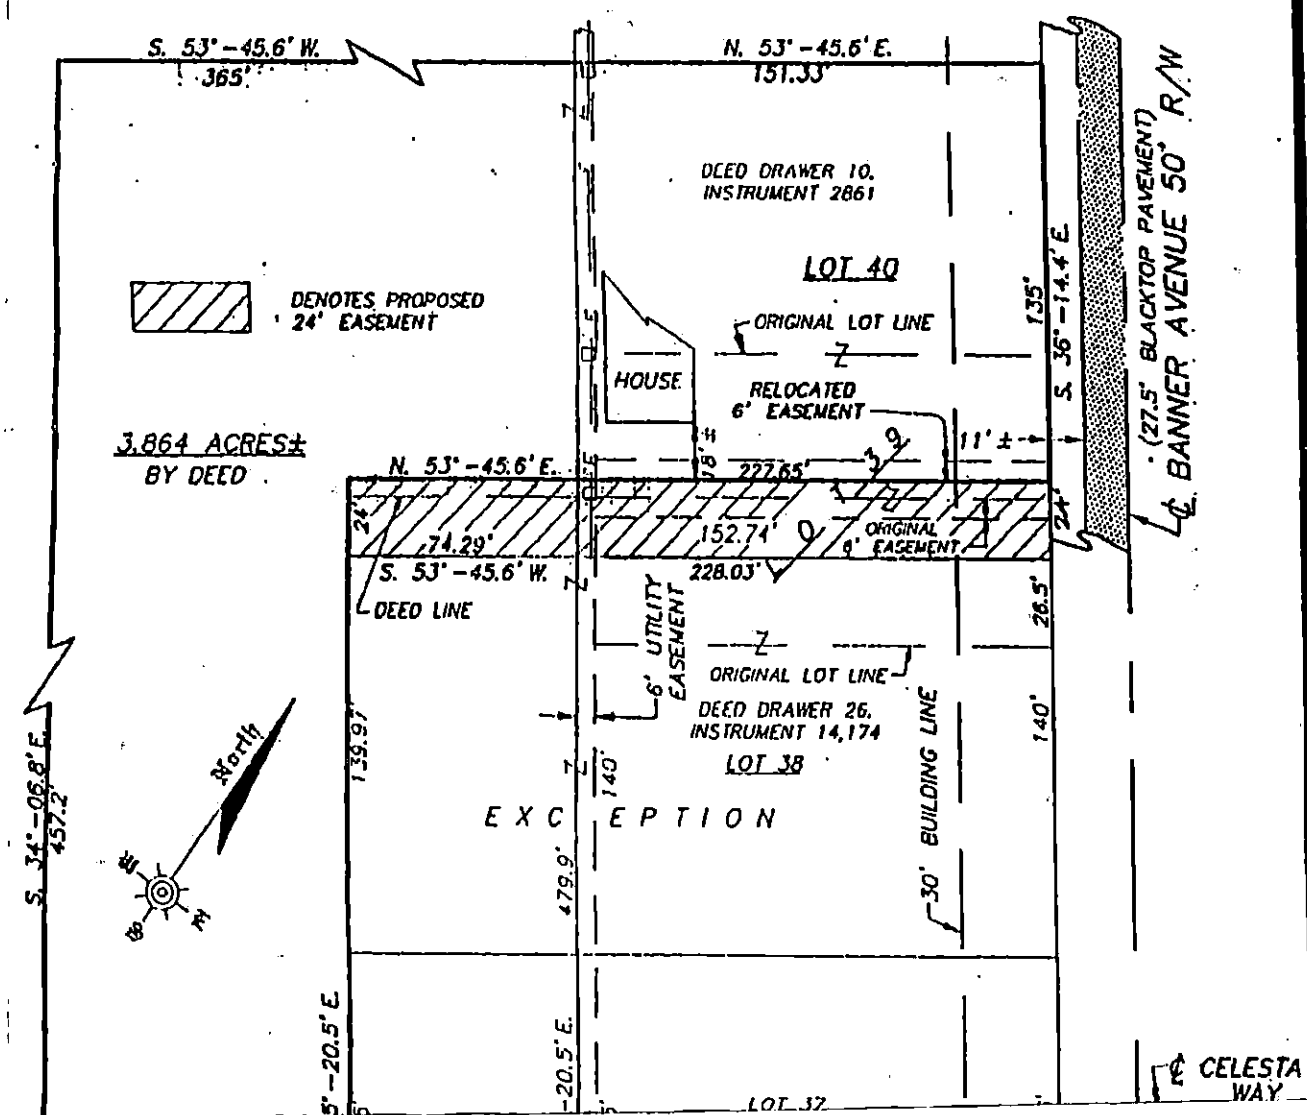 S. 53°-45.6' W.
365'
N. 53°-45.6' E.
151.33'
(27.5' BLACKTOP PAVEMENT)
℄ BANNER AVENUE 50' R/W
DEED DRAWER 10,
INSTRUMENT 2861
LOT 40
135'
S. 36°-14.4' E.
DENOTES PROPOSED
24' EASEMENT
ORIGINAL LOT LINE
Z
HOUSE
RELOCATED
6' EASEMENT
11' ±
18' ±
3.864 ACRES±
BY DEED
N. 53°-45.6' E.
227.65'
39
24'
24'
74.29'
152.74'
ORIGINAL
EASEMENT
S. 53°-45.6' W.
228.03'
DEED LINE
26.5'
6' UTILITY
EASEMENT
Z
ORIGINAL LOT LINE
DEED DRAWER 26,
INSTRUMENT 14,174
LOT 38
139.97'
140'
140'
30' BUILDING LINE
North
S. 34°-06.8' E.
457.2'
EXCEPTION
479.9'
-20.5' E.
-20.5' E.
LOT 37
℄ CELESTA
WAY